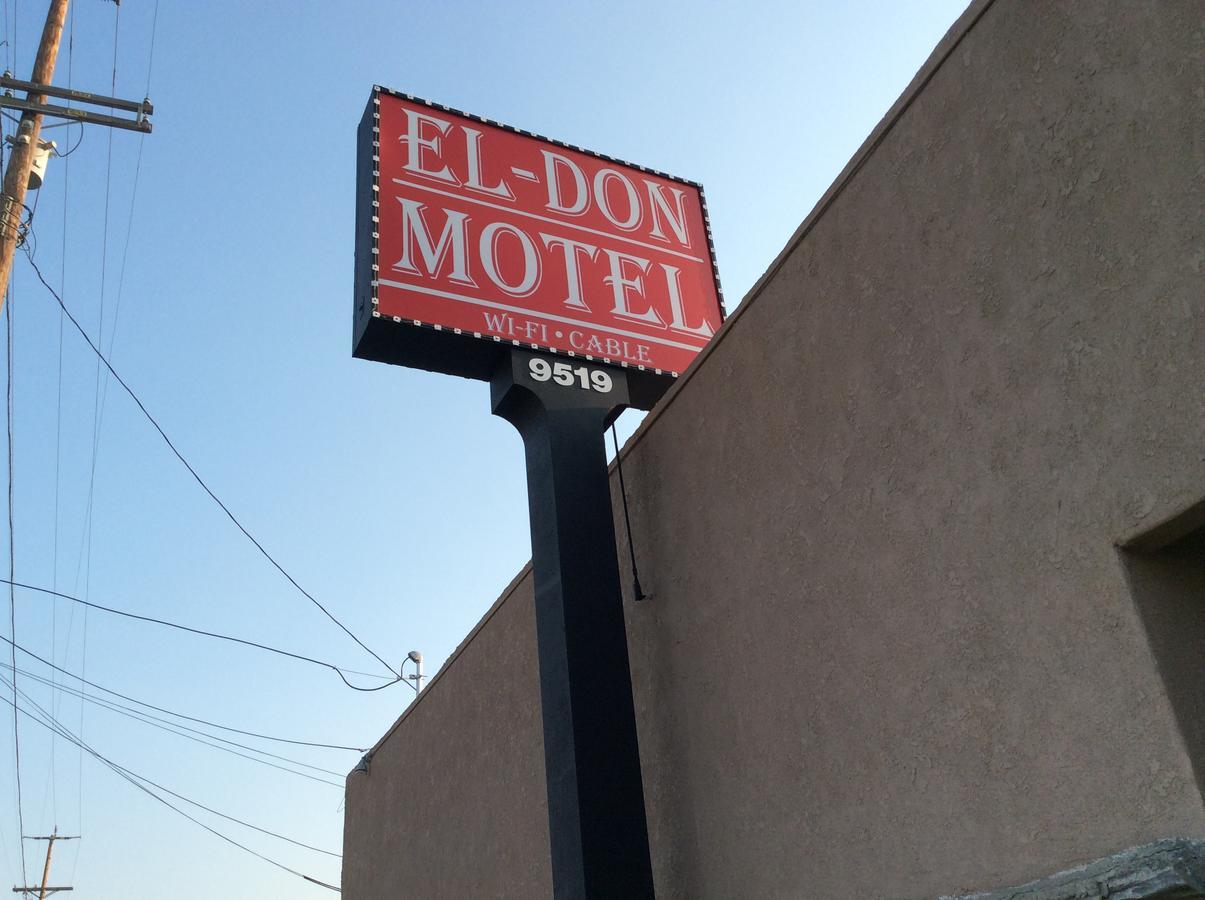 EL-DON
MOTEL
WI-FI • CABLE
9519